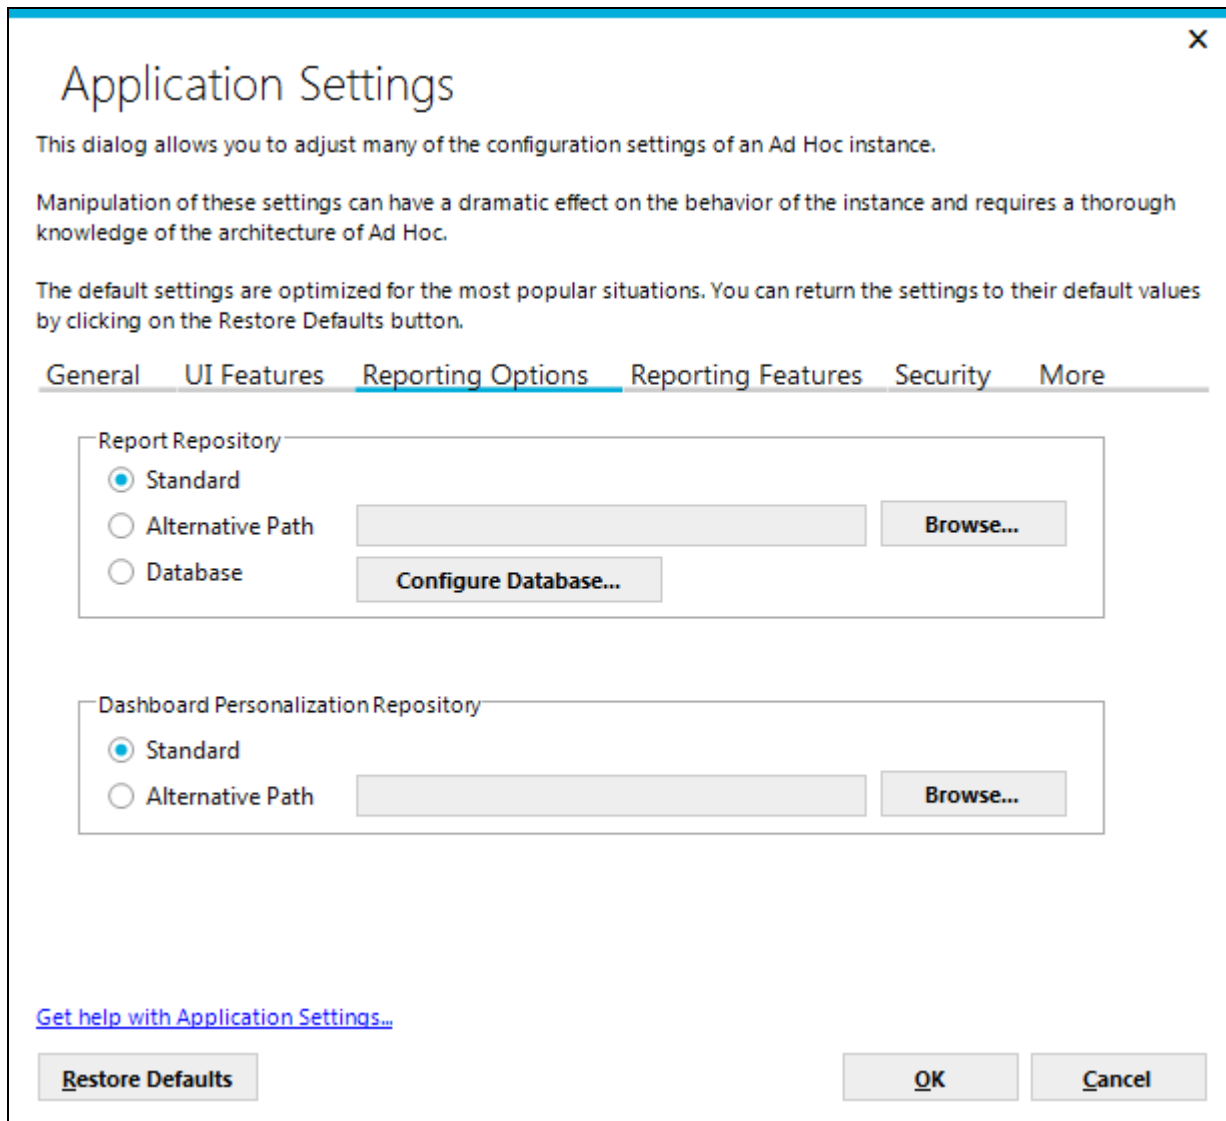 Application Settings
This dialog allows you to adjust many of the configuration settings of an Ad Hoc instance.
Manipulation of these settings can have a dramatic effect on the behavior of the instance and requires a thorough
knowledge of the architecture of Ad Hoc.
The default settings are optimized for the most popular situations. You can return the settings to their default values
by clicking on the Restore Defaults button.
General UI Features Reporting Options Reporting Features Security More
Report Repository
Standard
Alternative Path Browse...
Database Configure Database...
Dashboard Personalization Repository
Standard
Alternative Path Browse...
Get help with Application Settings...
Restore Defaults OK Cancel